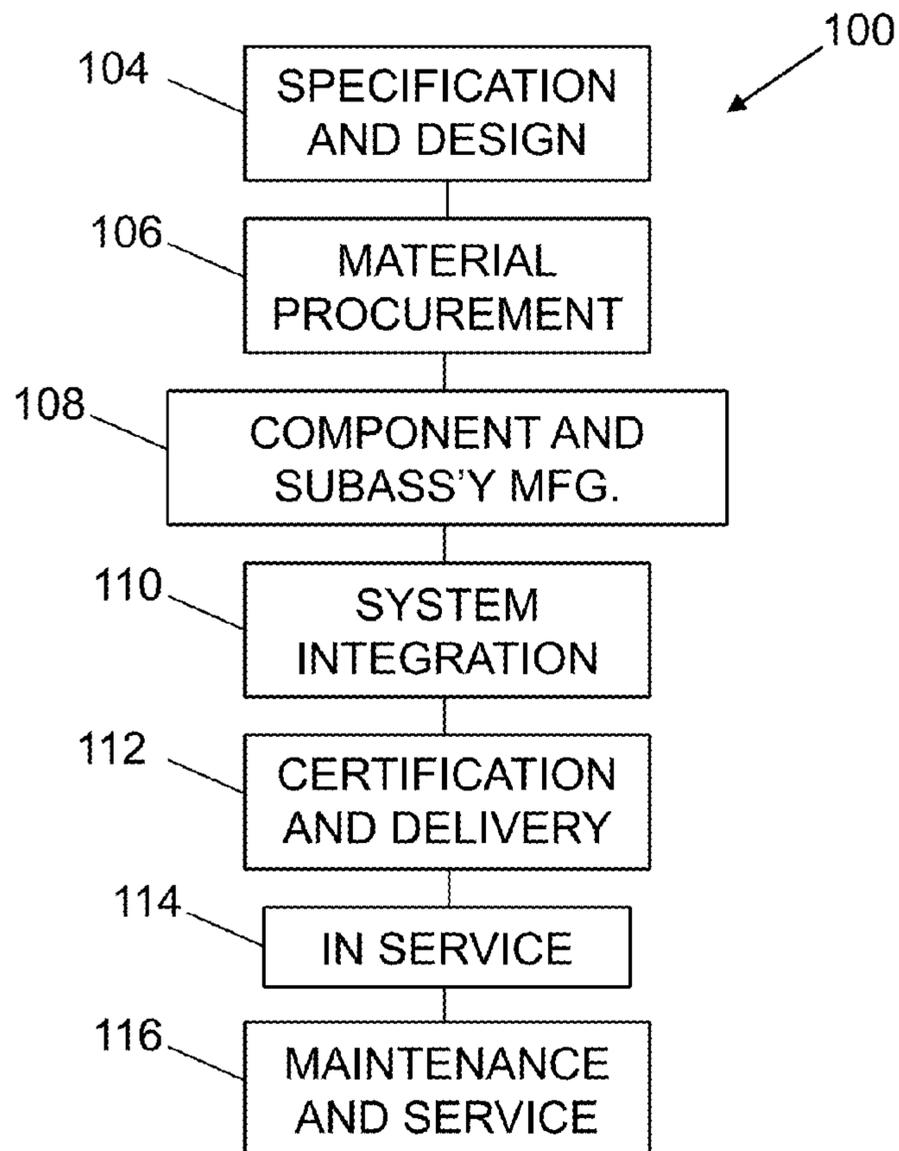 100
104
SPECIFICATION
AND DESIGN
106
MATERIAL
PROCUREMENT
108
COMPONENT AND
SUBASS'Y MFG.
110
SYSTEM
INTEGRATION
112
CERTIFICATION
AND DELIVERY
114
IN SERVICE
116
MAINTENANCE
AND SERVICE